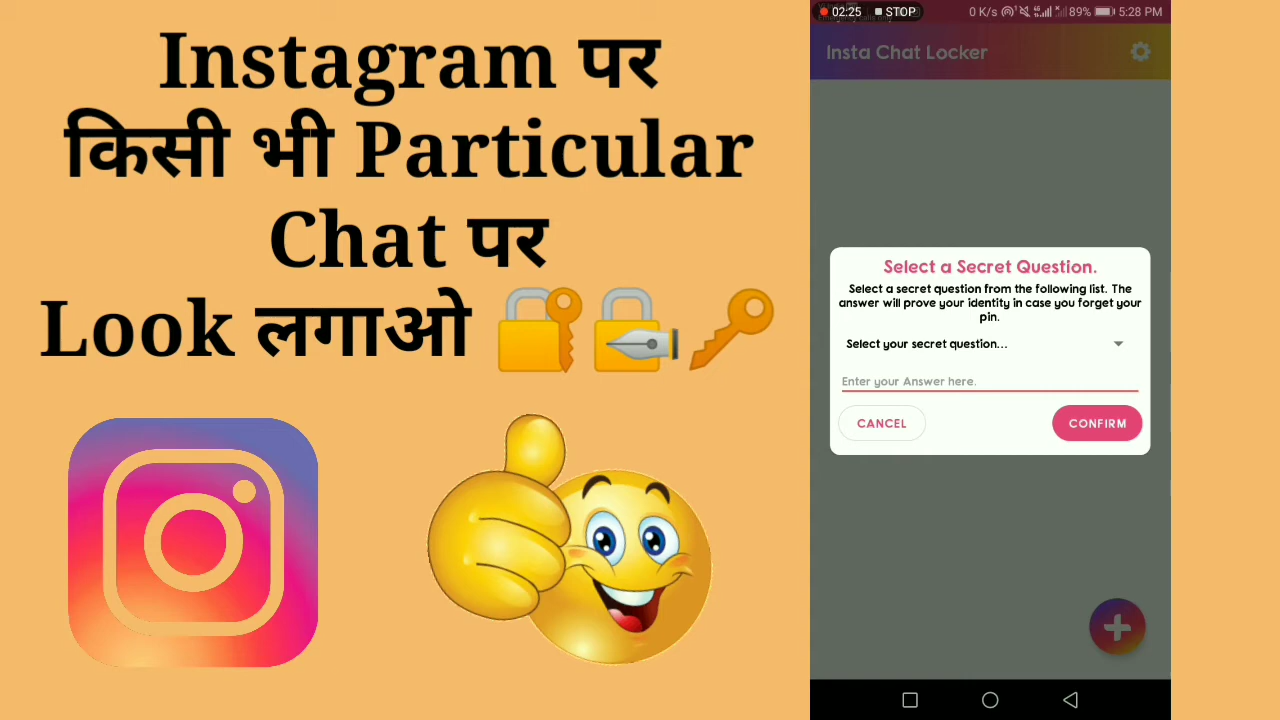 Instagram पर
किसी भी Particular
Chat पर
Look लगाओ
02:25 STOP 0 K/s 89% 5:28 PM
Insta Chat Locker
Select a Secret Question.
Select a secret question from the following list. The
answer will prove your identity in case you forget your
pin.
Select your secret question...
Enter your Answer here.
CANCEL CONFIRM